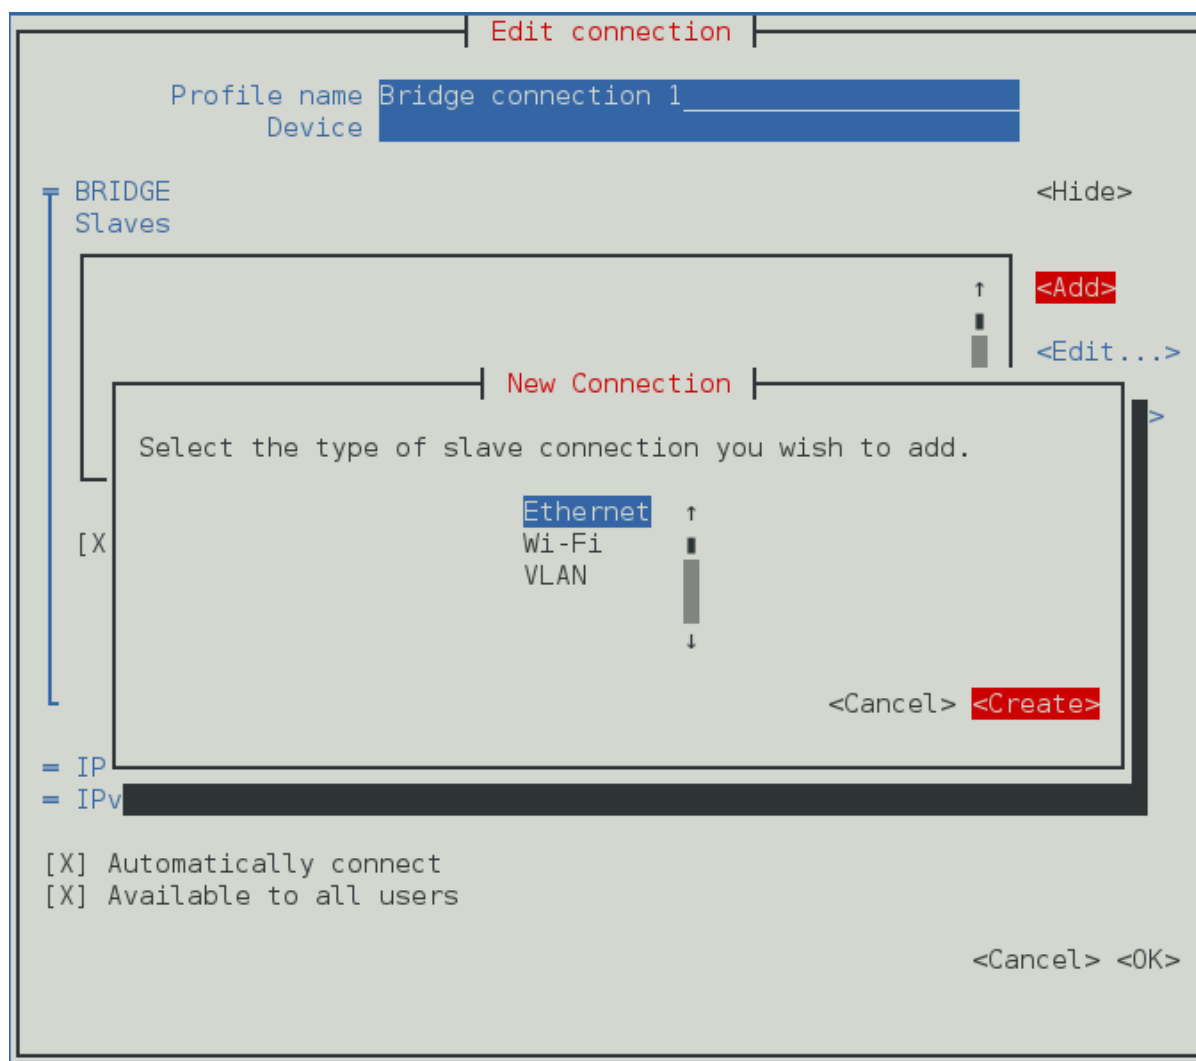 Edit connection
Profile name Bridge connection 1
Device
BRIDGE <Hide>
Slaves
<Add>
<Edit...>
>
New Connection
Select the type of slave connection you wish to add.
Ethernet
Wi-Fi
VLAN
[X
<Cancel> <Create>
= IP
= IPv
[X] Automatically connect
[X] Available to all users
<Cancel> <OK>